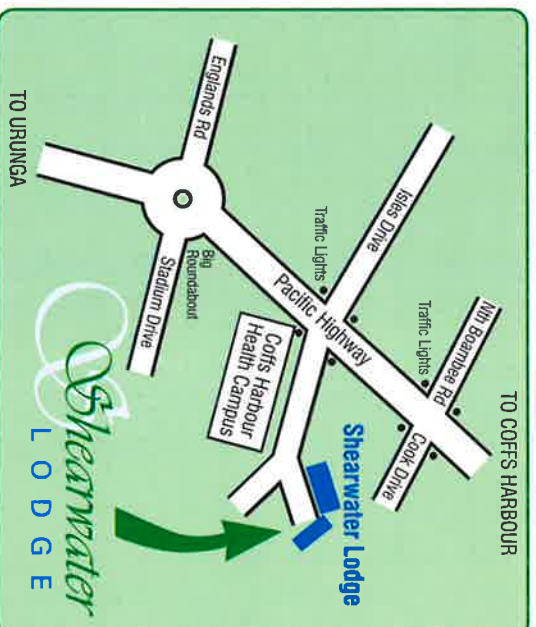 TO COFFS HARBOUR
Nth Boambee Rd
Traffic Lights
Cook Drive
Isles Drive
Traffic Lights
Pacific Highway
Shearwater Lodge
Coffs Harbour
Health Campus
Englands Rd
Big
Roundabout
Stadium Drive
TO URUNGA
Shearwater
LODGE